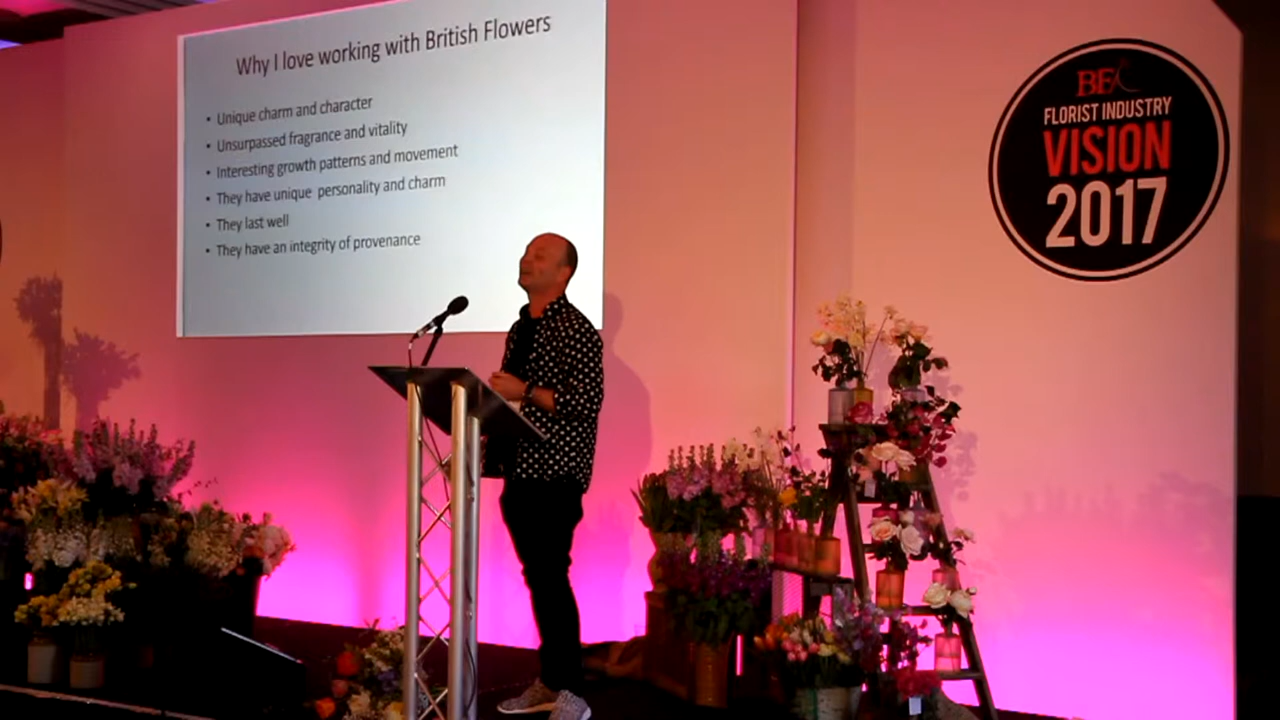 Why I love working with British Flowers
• Unique charm and character
• Unsurpassed fragrance and vitality
• Interesting growth patterns and movement
• They have unique  personality and charm
• They last well
• They have an integrity of provenance
BFA
FLORIST INDUSTRY
VISION
2017